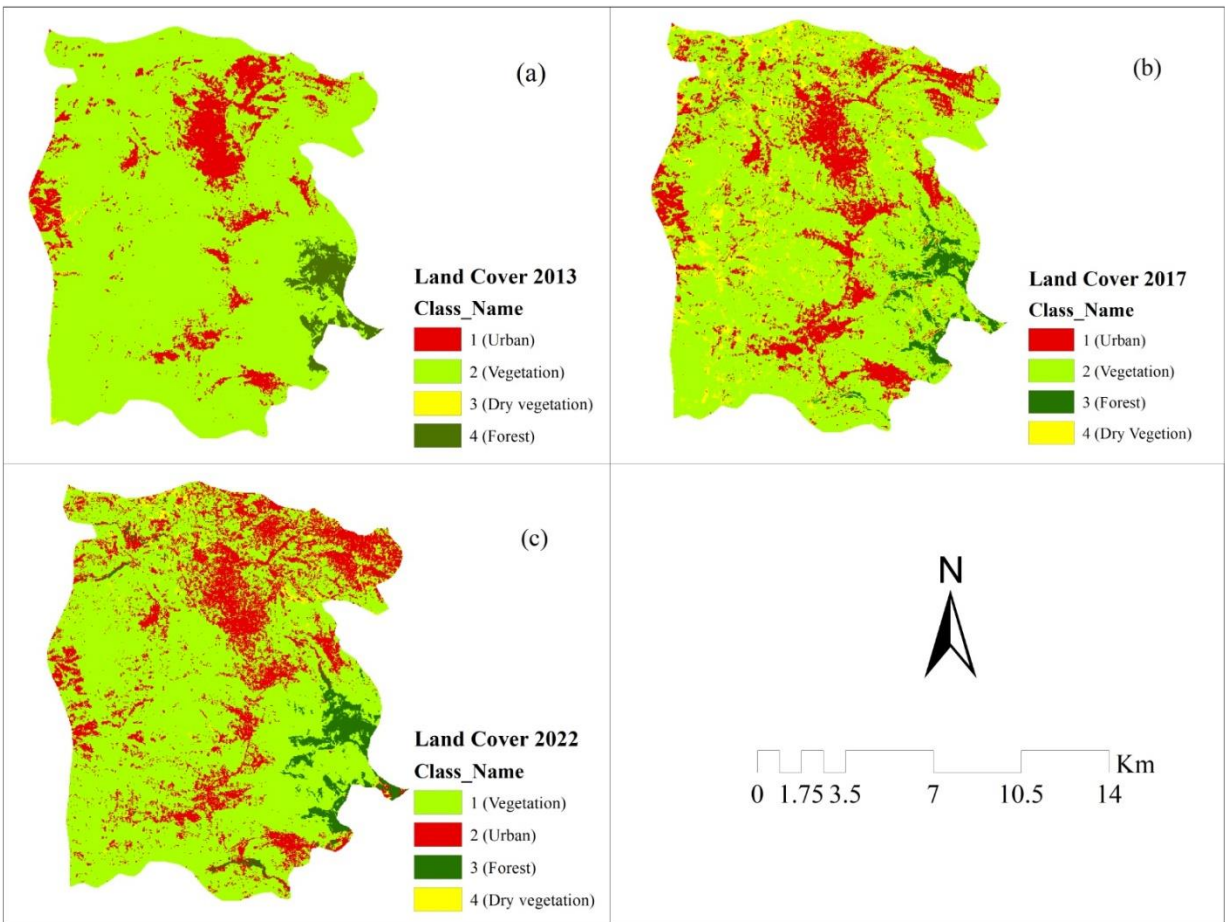 (a)
Land Cover 2013
Class_Name
1 (Urban)
2 (Vegetation)
3 (Dry vegetation)
4 (Forest)
(b)
Land Cover 2017
Class_Name
1 (Urban)
2 (Vegetation)
3 (Forest)
4 (Dry Vegetion)
(c)
Land Cover 2022
Class_Name
1 (Vegetation)
2 (Urban)
3 (Forest)
4 (Dry vegetation)
N
Km
0 1.75 3.5 7 10.5 14